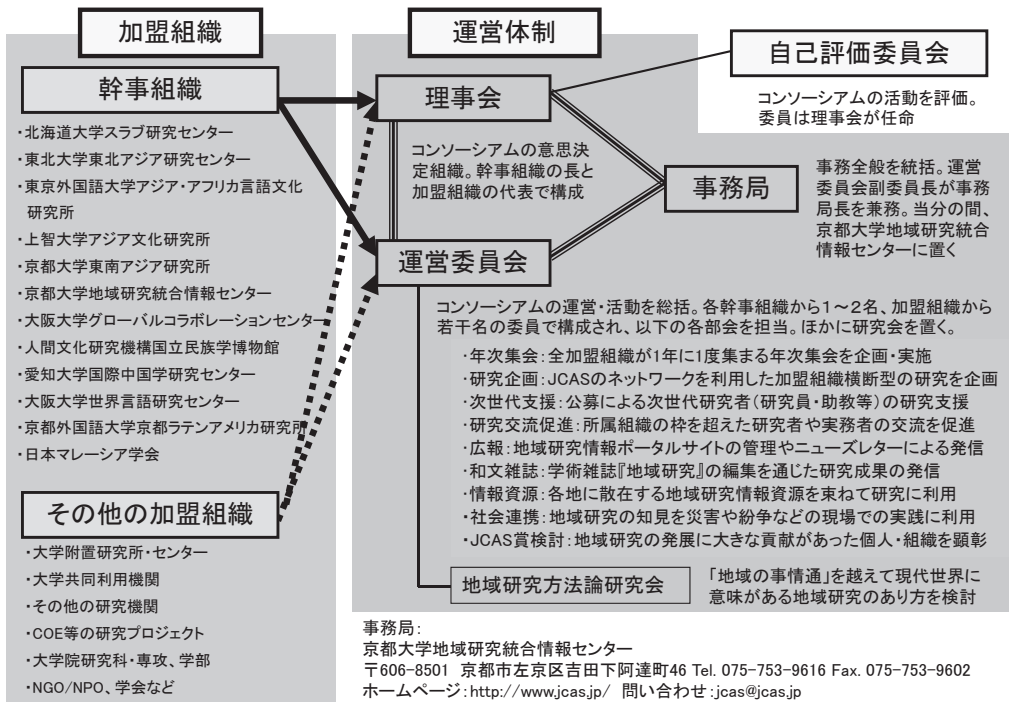 加盟組織
幹事組織
・北海道大学スラブ研究センター
・東北大学東北アジア研究センター
・東京外国語大学アジア・アフリカ言語文化
研究所
・上智大学アジア文化研究所
・京都大学東南アジア研究所
・京都大学地域研究統合情報センター
・大阪大学グローバルコラボレーションセンター
・人間文化研究機構国立民族学博物館
・愛知大学国際中国学研究センター
・大阪大学世界言語研究センター
・京都外国語大学京都ラテンアメリカ研究所
・日本マレーシア学会
その他の加盟組織
・大学附置研究所・センター
・大学共同利用機関
・その他の研究機関
・COE等の研究プロジェクト
・大学院研究科・専攻、学部
・NGO/NPO、学会など
運営体制
理事会
コンソーシアムの意思決
定組織。幹事組織の長と
加盟組織の代表で構成
自己評価委員会
コンソーシアムの活動を評価。
委員は理事会が任命
事務局
事務全般を統括。運営
委員会副委員長が事務
局長を兼務。当分の間、
京都大学地域研究統合
情報センターに置く
運営委員会
コンソーシアムの運営・活動を総括。各幹事組織から1～2名、加盟組織から
若干名の委員で構成され、以下の各部会を担当。ほかに研究会を置く。
・年次集会:全加盟組織が1年に1度集まる年次集会を企画・実施
・研究企画:JCASのネットワークを利用した加盟組織横断型の研究を企画
・次世代支援:公募による次世代研究者(研究員・助教等)の研究支援
・研究交流促進:所属組織の枠を超えた研究者や実務者の交流を促進
・広報:地域研究情報ポータルサイトの管理やニューズレターによる発信
・和文雑誌:学術雑誌『地域研究』の編集を通じた研究成果の発信
・情報資源:各地に散在する地域研究情報資源を束ねて研究に利用
・社会連携:地域研究の知見を災害や紛争などの現場での実践に利用
・JCAS賞検討:地域研究の発展に大きな貢献があった個人・組織を顕彰
地域研究方法論研究会
「地域の事情通」を越えて現代世界に
意味がある地域研究のあり方を検討
事務局:
京都大学地域研究統合情報センター
〒606-8501 京都市左京区吉田下阿達町46 Tel. 075-753-9616 Fax. 075-753-9602
ホームページ:http://www.jcas.jp/ 問い合わせ:jcas@jcas.jp